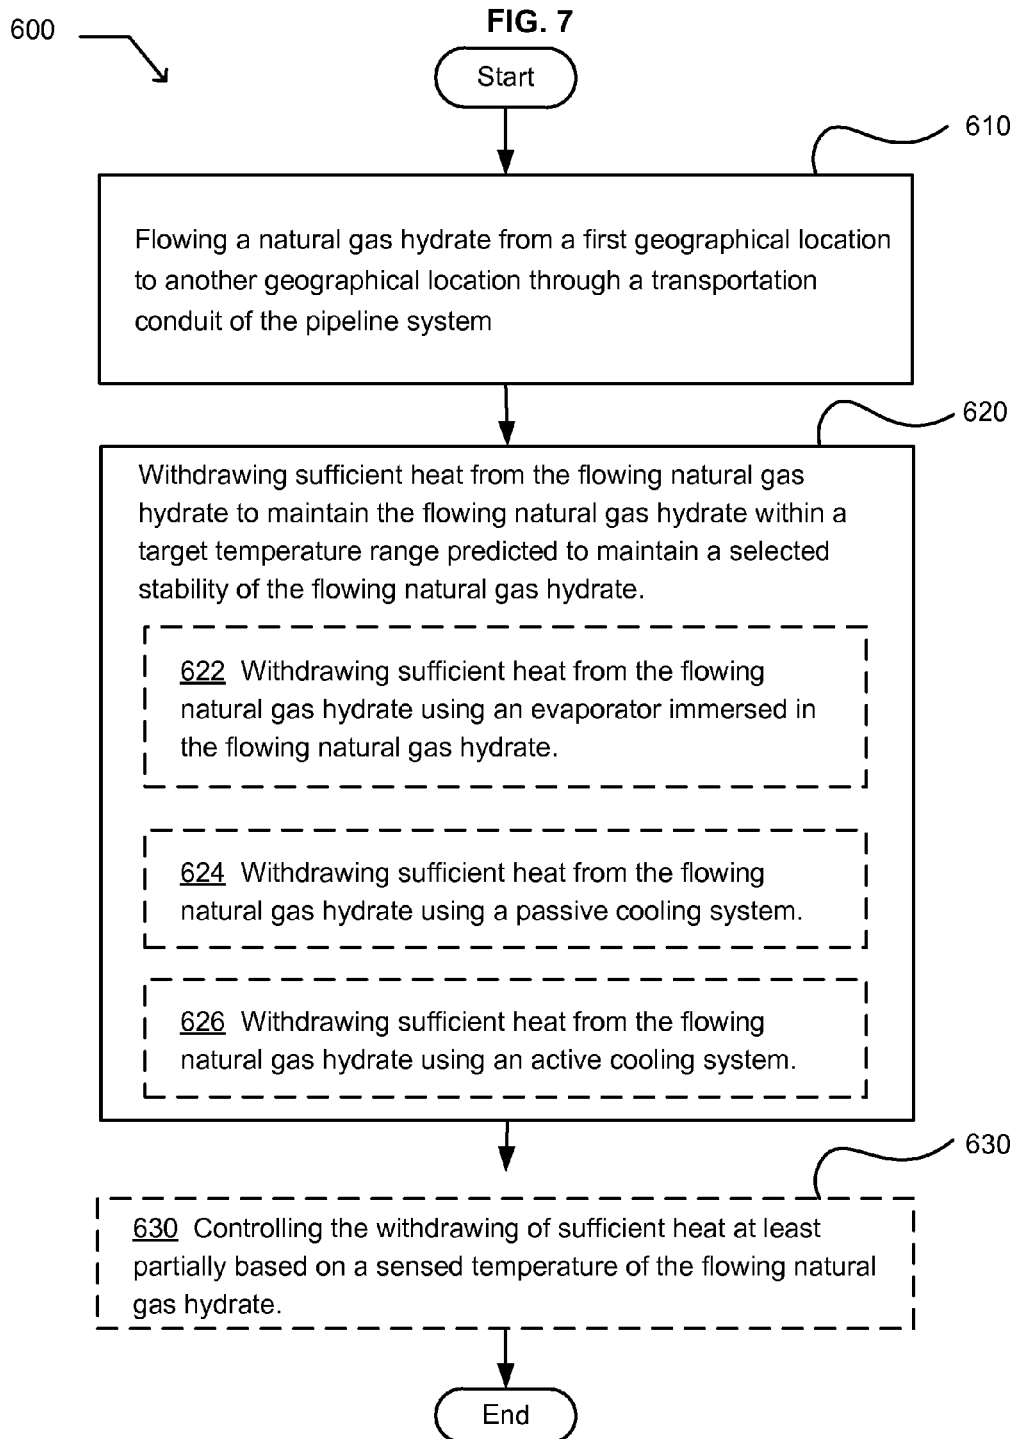 FIG. 7
600
Start
610
Flowing a natural gas hydrate from a first geographical location
to another geographical location through a transportation
conduit of the pipeline system
620
Withdrawing sufficient heat from the flowing natural gas
hydrate to maintain the flowing natural gas hydrate within a
target temperature range predicted to maintain a selected
stability of the flowing natural gas hydrate.
622 Withdrawing sufficient heat from the flowing
natural gas hydrate using an evaporator immersed in
the flowing natural gas hydrate.
624 Withdrawing sufficient heat from the flowing
natural gas hydrate using a passive cooling system.
626 Withdrawing sufficient heat from the flowing
natural gas hydrate using an active cooling system.
630
630 Controlling the withdrawing of sufficient heat at least
partially based on a sensed temperature of the flowing natural
gas hydrate.
End